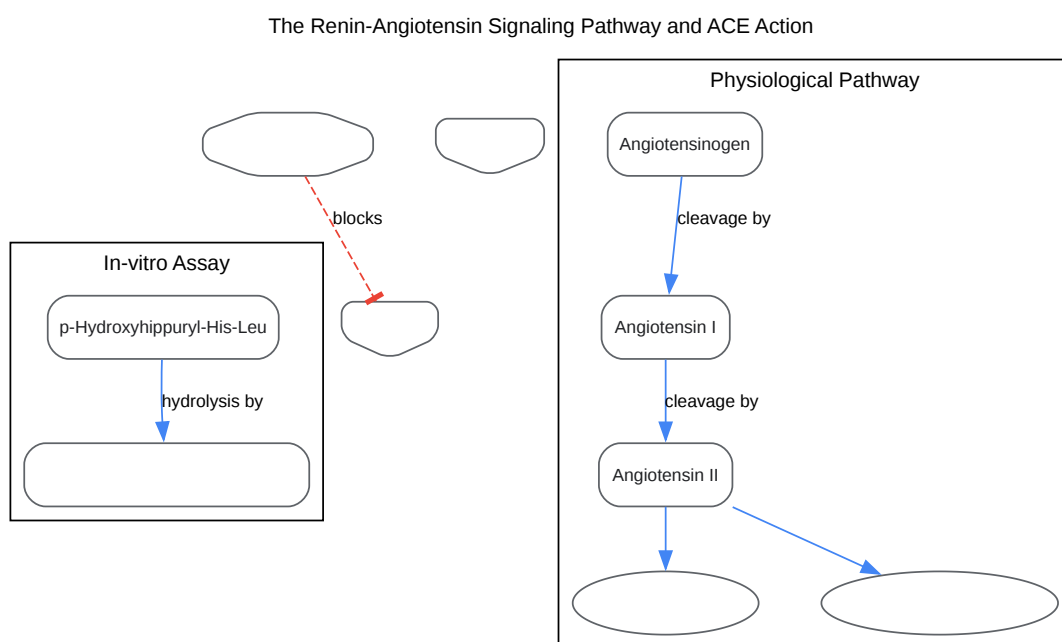 The Renin-Angiotensin Signaling Pathway and ACE Action
Physiological Pathway
Angiotensinogen
blocks
cleavage by
In-vitro Assay
p-Hydroxyhippuryl-His-Leu
Angiotensin I
hydrolysis by
cleavage by
Angiotensin II